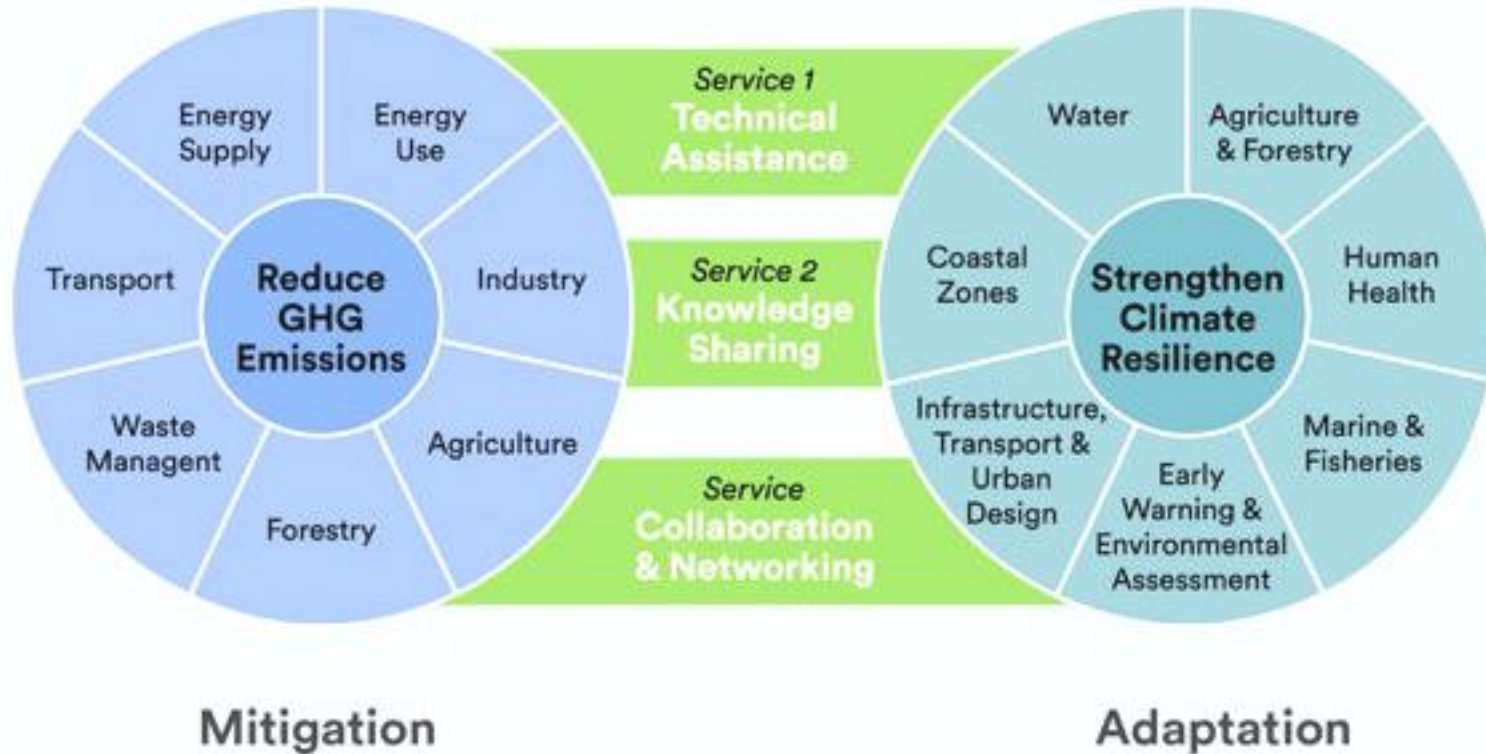 Energy
Supply
Energy
Use
Transport
Reduce
GHG
Emissions
Industry
Waste
Managent
Agriculture
Forestry
Service 1
Technical
Assistance
Service 2
Knowledge
Sharing
Service
Collaboration
& Networking
Water
Agriculture
& Forestry
Coastal
Zones
Strengthen
Climate
Resilience
Human
Health
Infrastructure,
Transport &
Urban
Design
Early
Warning &
Environmental
Assessment
Marine &
Fisheries
Mitigation
Adaptation